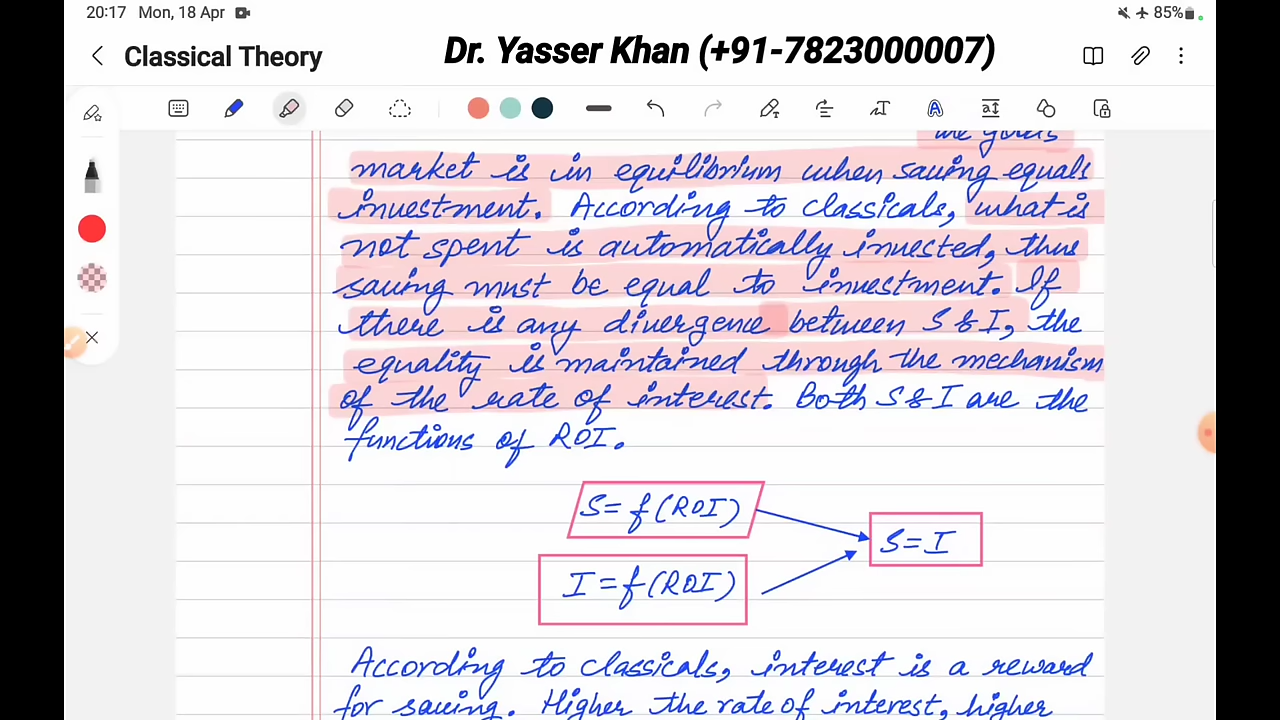 20:17 Mon, 18 Apr
85%
Classical Theory
Dr. Yasser Khan (+91-7823000007)
the goods
market is in equilibrium when saving equals
investment. According to classicals, what is
not spent is automatically invested, thus
saving must be equal to investment. If
there is any divergence between S & I, the
equality is maintained through the mechanism
of the rate of interest. Both S & I are the
functions of ROI.
S = f (ROI)
S = I
I = f (ROI)
According to classicals, interest is a reward
for saving. Higher the rate of interest, higher